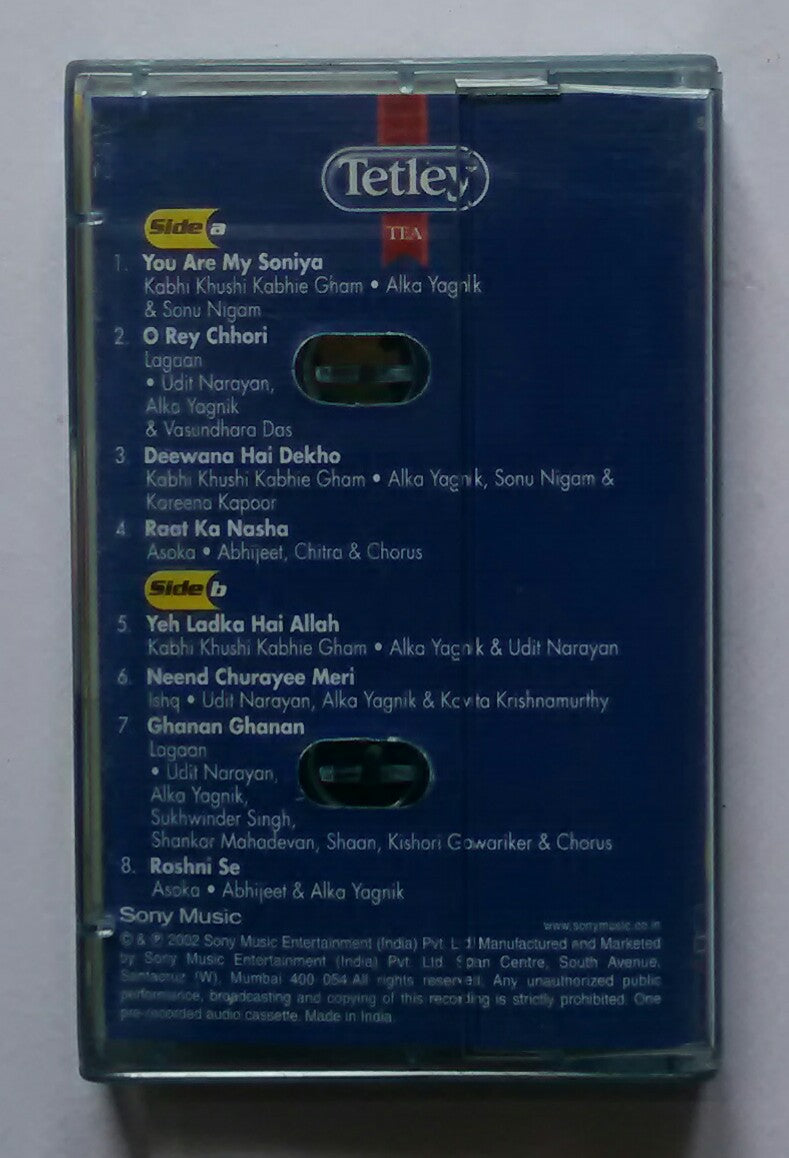 Tetley
TEA
Side a
1. You Are My Soniya
Kabhi Khushi Kabhie Gham • Alka Yagnik
& Sonu Nigam
2. O Rey Chhori
Lagaan
• Udit Narayan,
Alka Yagnik
& Vasundhara Das
3. Deewana Hai Dekho
Kabhi Khushi Kabhie Gham • Alka Yagnik, Sonu Nigam &
Kareena Kapoor
4. Raat Ka Nasha
Asoka • Abhijeet, Chitra & Chorus
Side b
5. Yeh Ladka Hai Allah
Kabhi Khushi Kabhie Gham • Alka Yagnik & Udit Narayan
6. Neend Churayee Meri
Ishq • Udit Narayan, Alka Yagnik & Kavita Krishnamurthy
7 Ghanan Ghanan
Lagaan
• Udit Narayan,
Alka Yagnik,
Sukhwinder Singh,
Shankar Mahadevan, Shaan, Kishori Gowariker & Chorus
8. Roshni Se
Asoka • Abhijeet & Alka Yagnik
Sony Music
www.sonymusic.co.in
© & ℗ 2002 Sony Music Entertainment (India) Pvt. Ltd Manufactured and Marketed
by Sony Music Entertainment (India) Pvt. Ltd. Span Centre, South Avenue,
Santacruz (W), Mumbai 400 054 All rights reserved. Any unauthorized public
performance, broadcasting and copying of this recording is strictly prohibited. One
pre-recorded audio cassette. Made in India.